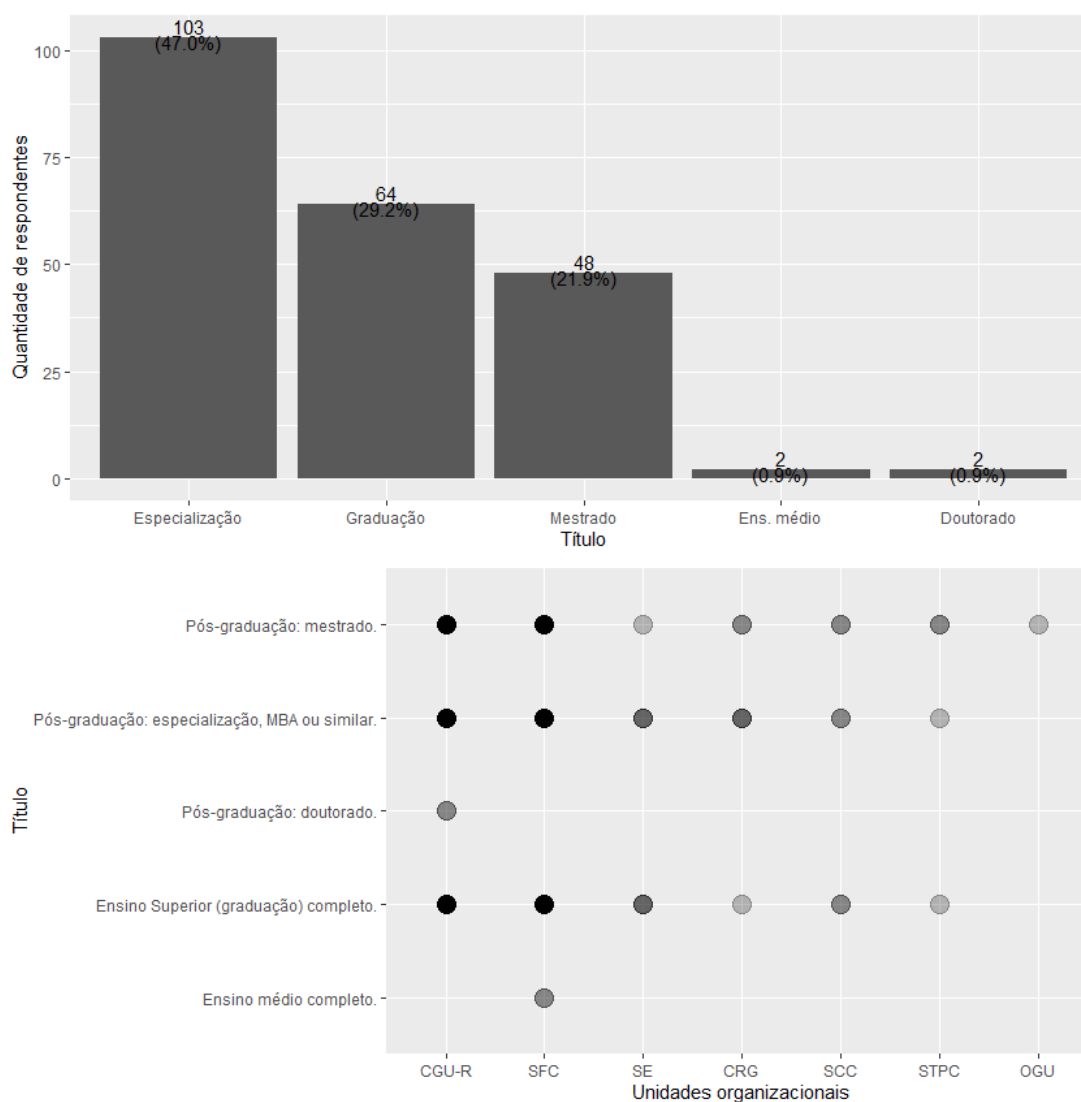 103
(47.0%)
64
(29.2%)
48
(21.9%)
2
(0.9%)
2
(0.9%)
100
75
50
25
0
Quantidade de respondentes
Especialização
Graduação
Mestrado
Ens. médio
Doutorado
Título
Pós-graduação: mestrado.
Pós-graduação: especialização, MBA ou similar.
Pós-graduação: doutorado.
Ensino Superior (graduação) completo.
Ensino médio completo.
Título
CGU-R
SFC
SE
CRG
SCC
STPC
OGU
Unidades organizacionais